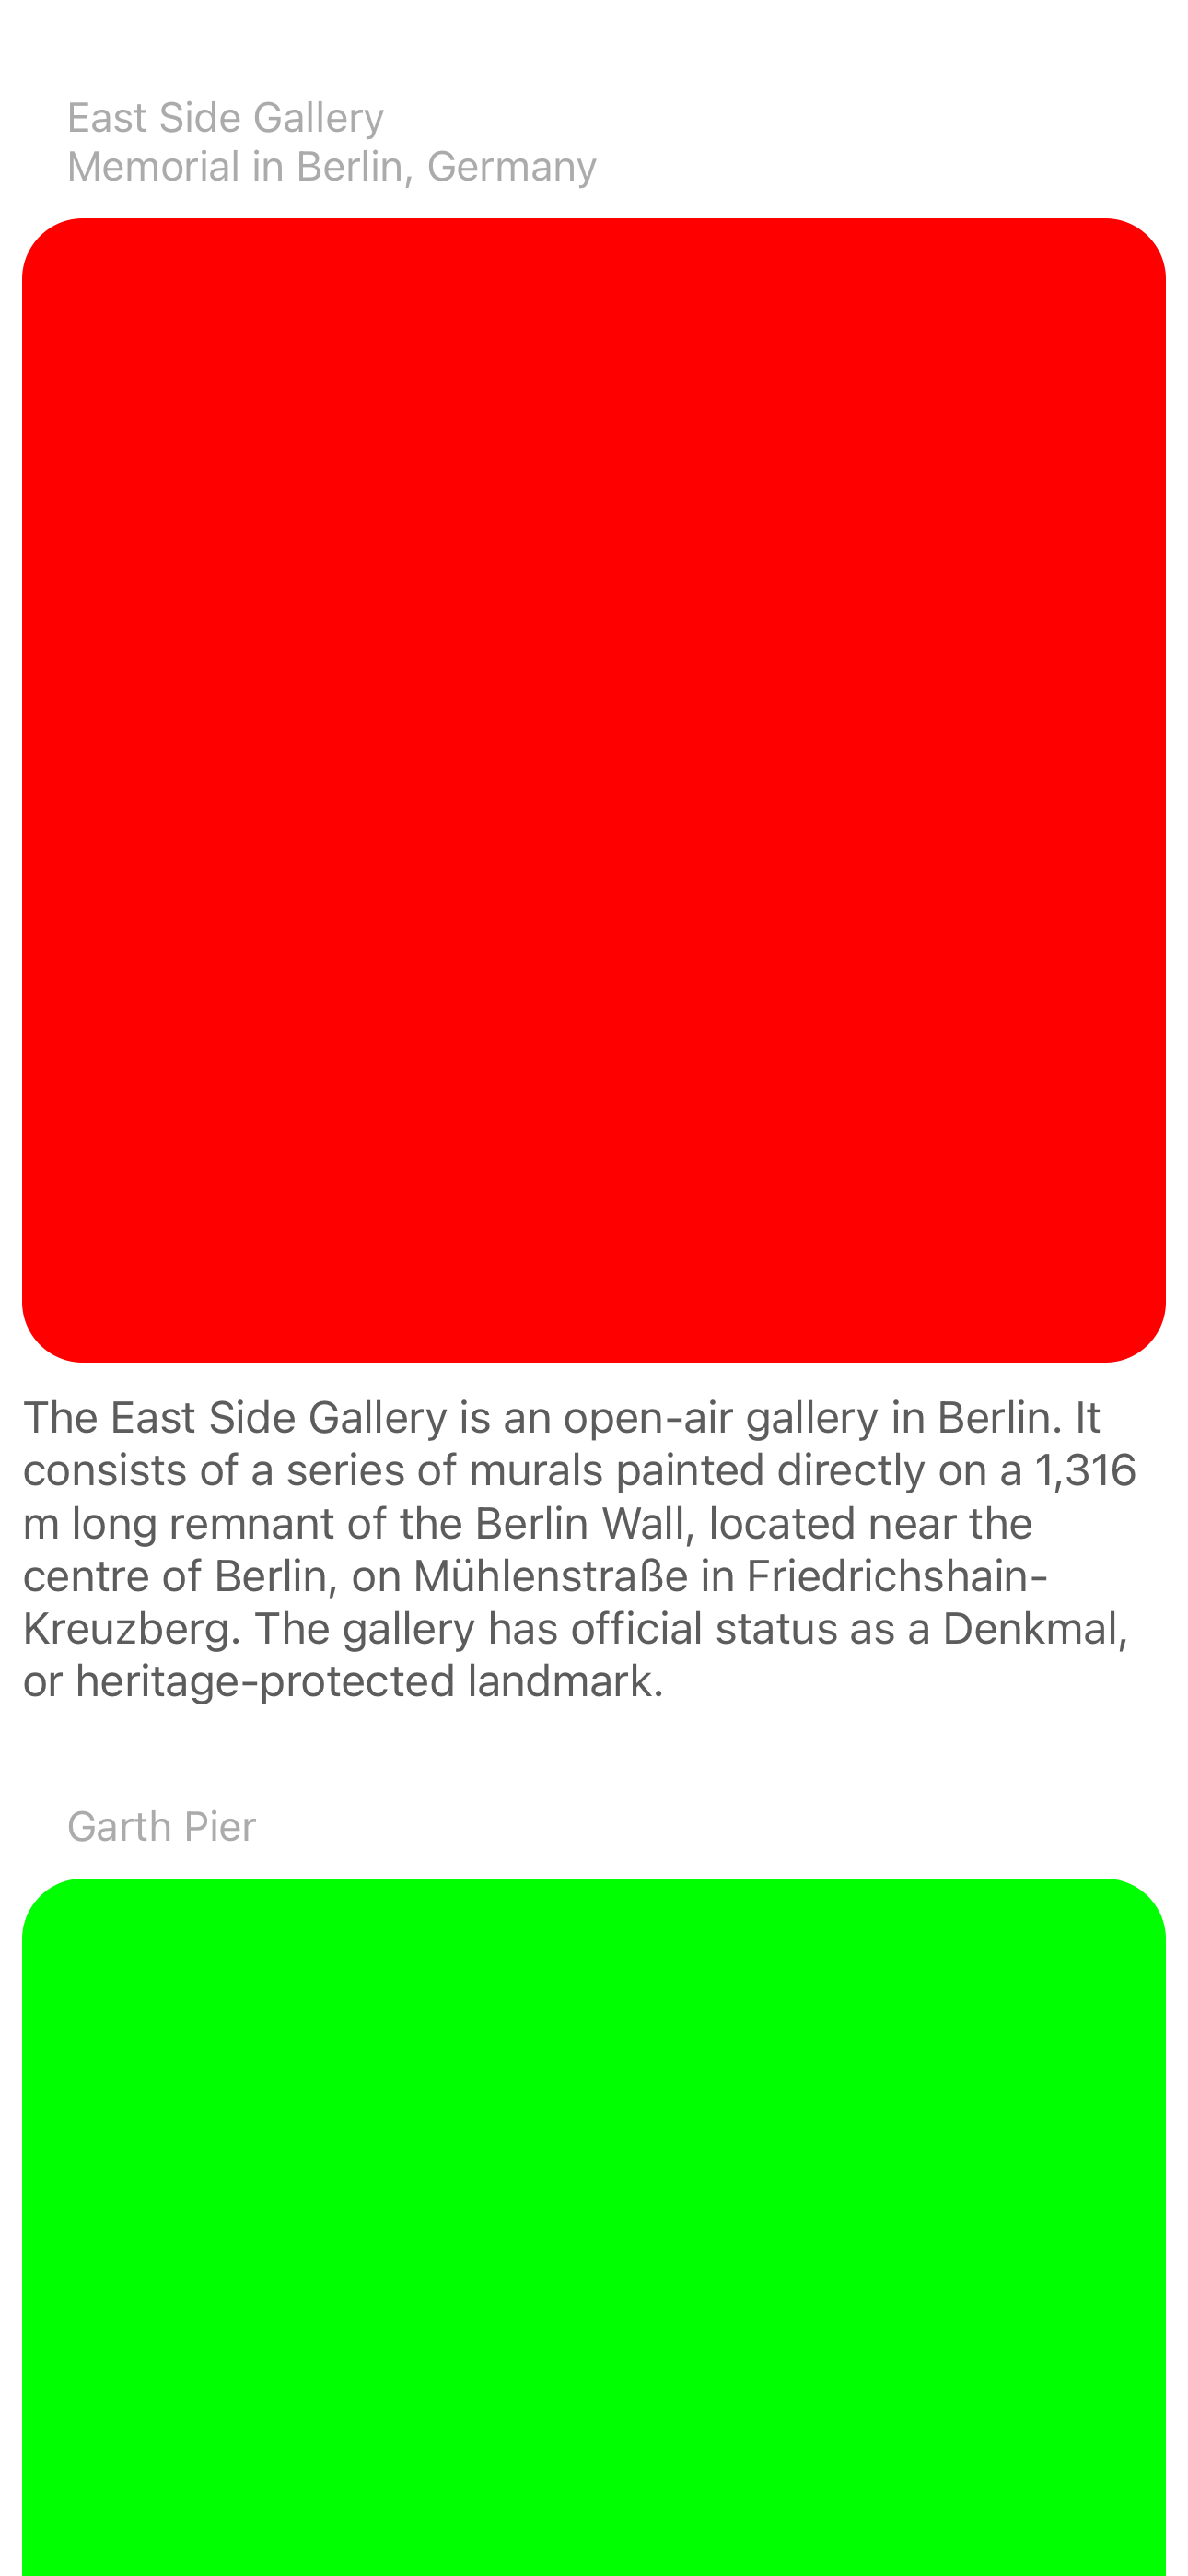 East Side Gallery
Memorial in Berlin, Germany
The East Side Gallery is an open-air gallery in Berlin. It
consists of a series of murals painted directly on a 1,316
m long remnant of the Berlin Wall, located near the
centre of Berlin, on Mühlenstraße in Friedrichshain-
Kreuzberg. The gallery has official status as a Denkmal,
or heritage-protected landmark.
Garth Pier